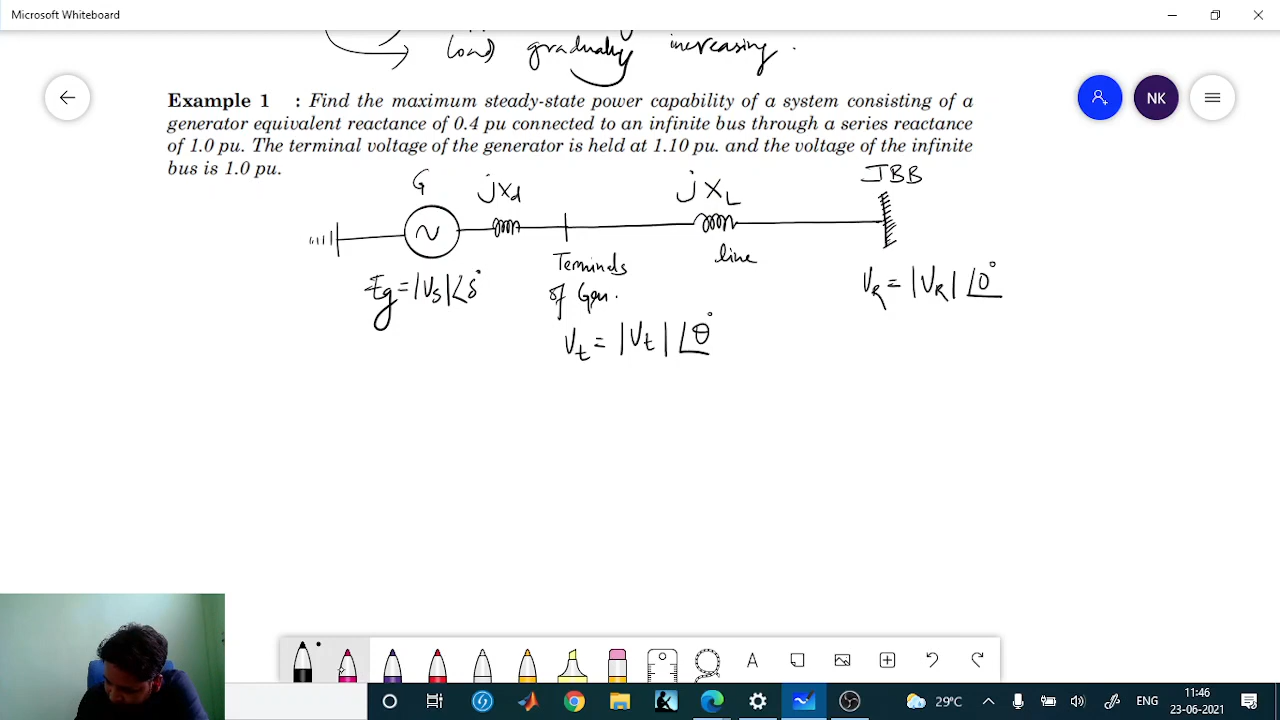 Microsoft Whiteboard
load gradually increasing.
Example 1 : Find the maximum steady-state power capability of a system consisting of a
generator equivalent reactance of 0.4 pu connected to an infinite bus through a series reactance
of 1.0 pu. The terminal voltage of the generator is held at 1.10 pu. and the voltage of the infinite
bus is 1.0 pu.
NK
G jXd jXL IBB
Terminals
of Gen.
line
Eg = |Vs|∠δ°
VR = |VR| ∠0°
Vt = |Vt| ∠θ°
A
29°C ENG 11:46
23-06-2021